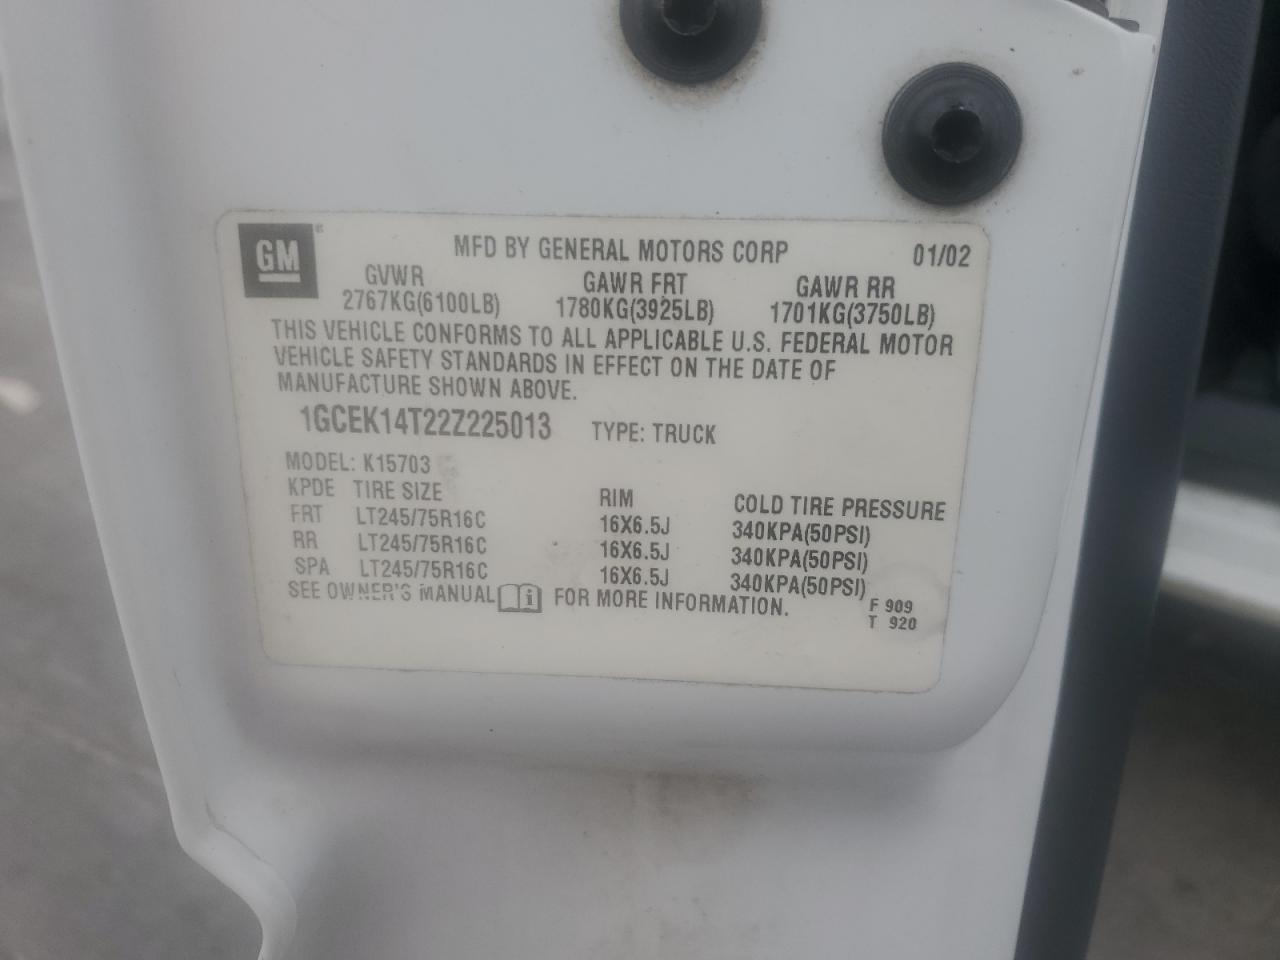 GM ®
MFD BY GENERAL MOTORS CORP 01/02
GVWR GAWR FRT GAWR RR
2767KG(6100LB) 1780KG(3925LB) 1701KG(3750LB)
THIS VEHICLE CONFORMS TO ALL APPLICABLE U.S. FEDERAL MOTOR
VEHICLE SAFETY STANDARDS IN EFFECT ON THE DATE OF
MANUFACTURE SHOWN ABOVE.
1GCEK14T22Z225013 TYPE: TRUCK
MODEL: K15703
KPDE TIRE SIZE RIM COLD TIRE PRESSURE
FRT LT245/75R16C 16X6.5J 340KPA(50PSI)
RR LT245/75R16C 16X6.5J 340KPA(50PSI)
SPA LT245/75R16C 16X6.5J 340KPA(50PSI)
SEE OWNER'S MANUAL i FOR MORE INFORMATION.
F 909
T 920